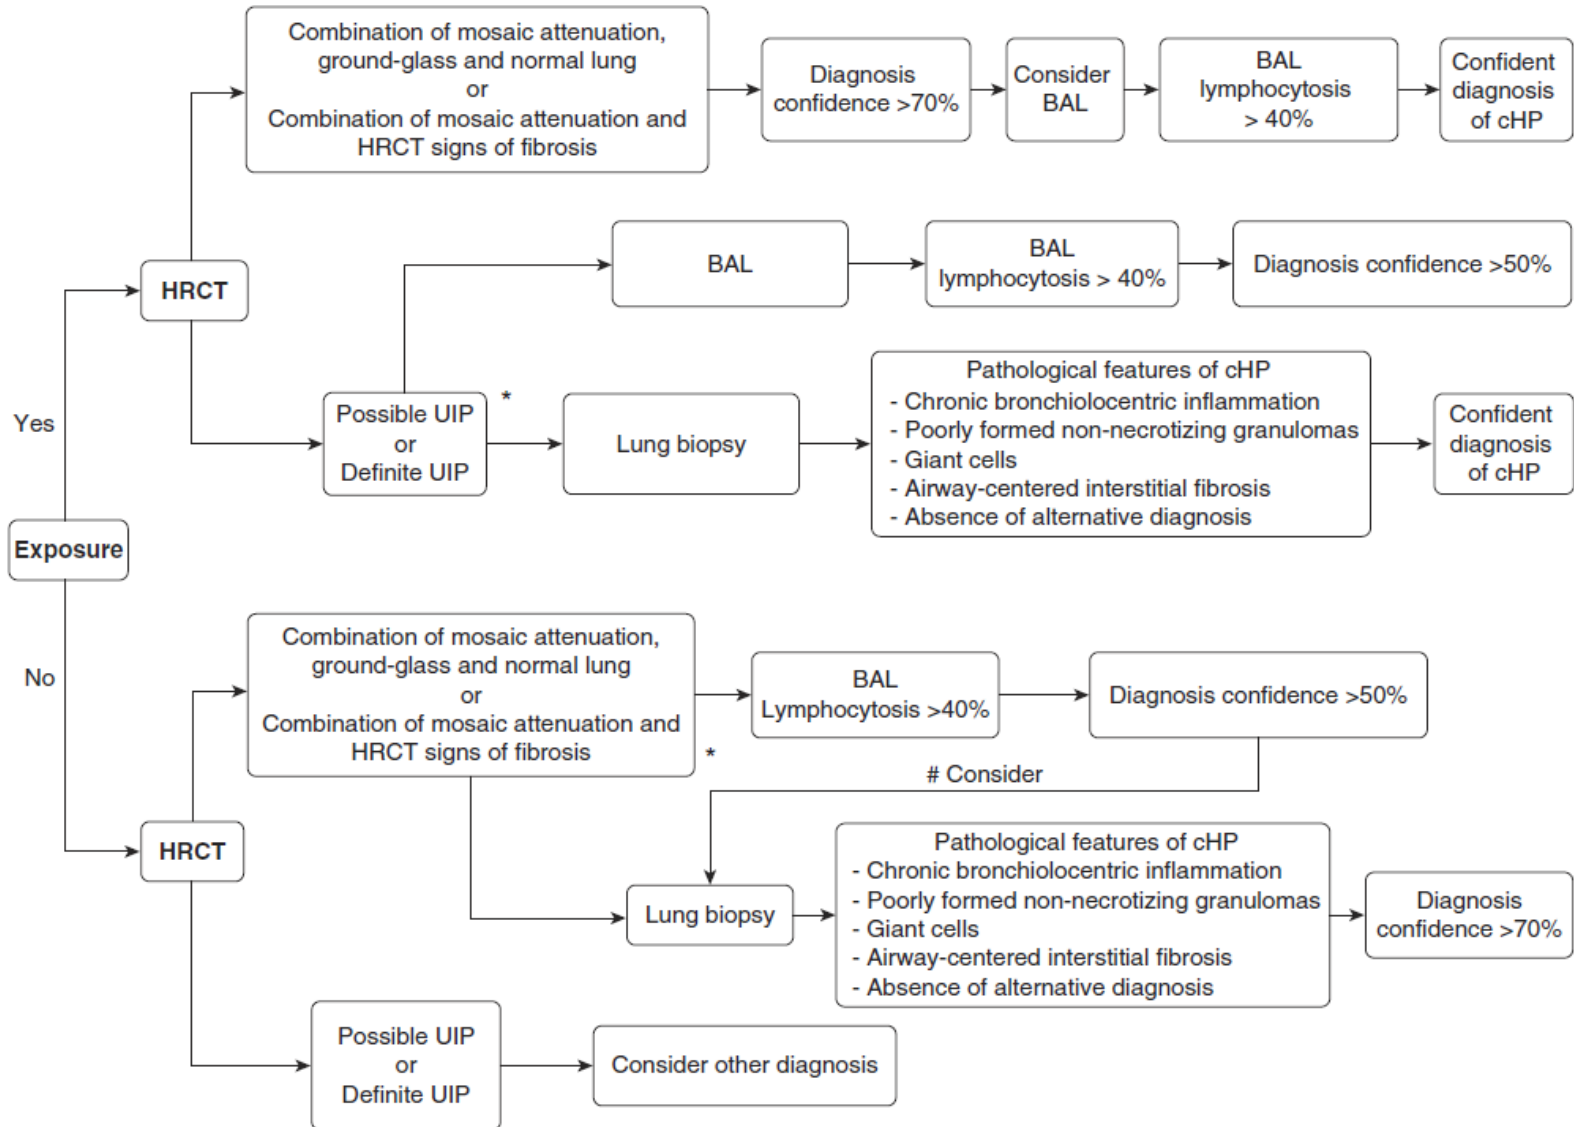 Combination of mosaic attenuation,
ground-glass and normal lung
or
Combination of mosaic attenuation and
HRCT signs of fibrosis
Diagnosis
confidence >70%
Consider
BAL
BAL
lymphocytosis
> 40%
Confident
diagnosis
of cHP
HRCT
BAL
BAL
lymphocytosis > 40%
Diagnosis confidence >50%
Yes
Possible UIP
or
Definite UIP
*
Lung biopsy
Pathological features of cHP
- Chronic bronchiolocentric inflammation
- Poorly formed non-necrotizing granulomas
- Giant cells
- Airway-centered interstitial fibrosis
- Absence of alternative diagnosis
Confident
diagnosis
of cHP
Exposure
No
Combination of mosaic attenuation,
ground-glass and normal lung
or
Combination of mosaic attenuation and
HRCT signs of fibrosis
*
BAL
Lymphocytosis >40%
Diagnosis confidence >50%
# Consider
HRCT
Lung biopsy
Pathological features of cHP
- Chronic bronchiolocentric inflammation
- Poorly formed non-necrotizing granulomas
- Giant cells
- Airway-centered interstitial fibrosis
- Absence of alternative diagnosis
Diagnosis
confidence >70%
Possible UIP
or
Definite UIP
Consider other diagnosis